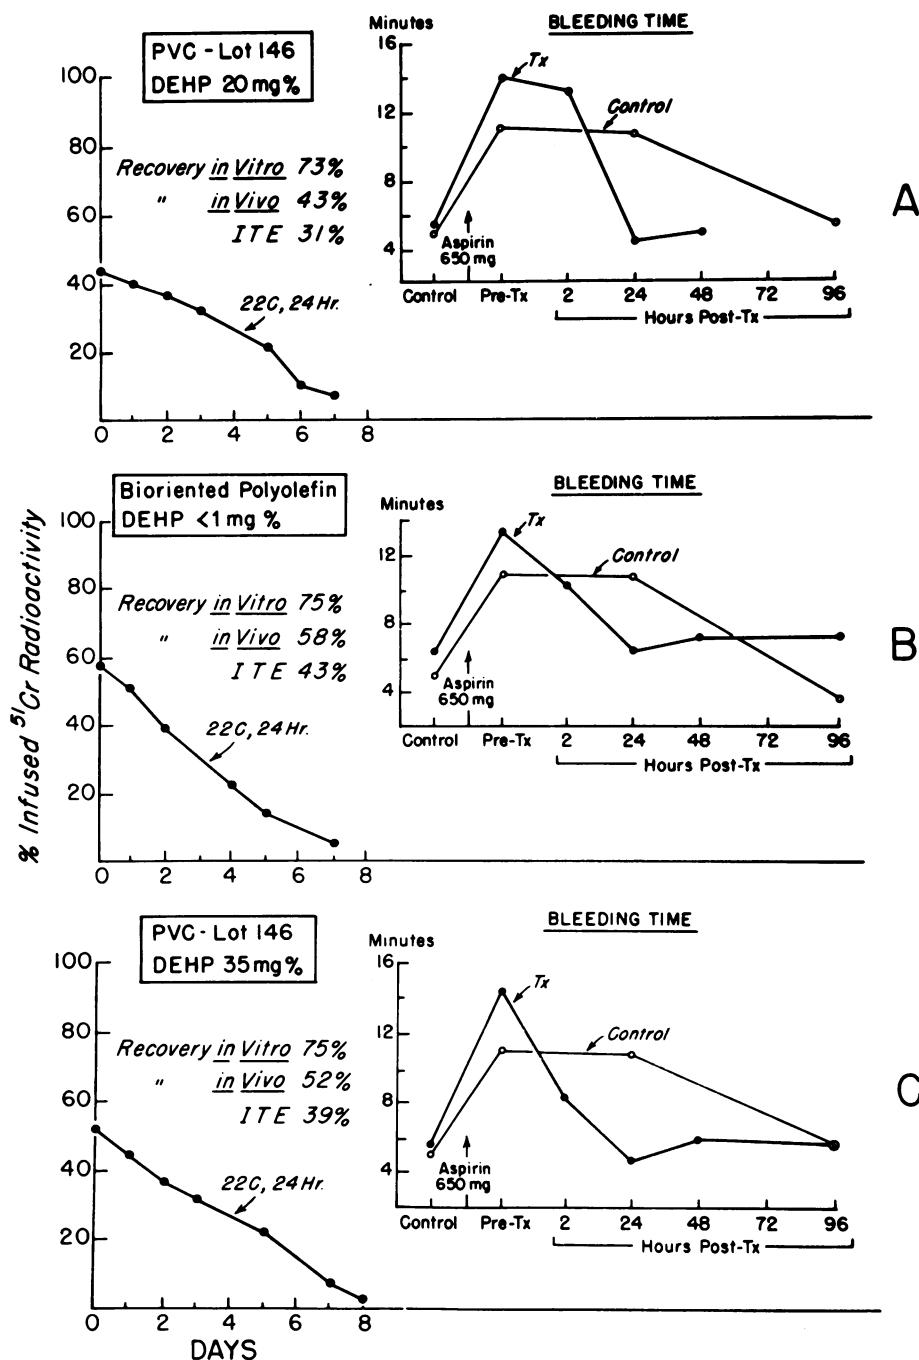 PVC - Lot 146
DEHP 20 mg %
Recovery in Vitro 73%
" in Vivo 43%
ITE 31%
22C, 24 Hr.
100
80
60
40
20
0 2 4 6 8
BLEEDING TIME
Minutes
16
12
8
4
Tx
Control
Aspirin
650 mg
Control Pre-Tx 2 24 48 72 96
Hours Post-Tx
A
Bioriented Polyolefin
DEHP <1 mg %
Recovery in Vitro 75%
" in Vivo 58%
ITE 43%
22C, 24 Hr.
100
80
60
40
20
0 2 4 6 8
% Infused 51Cr Radioactivity
BLEEDING TIME
Minutes
12
8
4
Tx
Control
Aspirin
650 mg
Control Pre-Tx 2 24 48 72 96
Hours Post-Tx
B
PVC - Lot 146
DEHP 35 mg %
Recovery in Vitro 75%
" in Vivo 52%
ITE 39%
22C, 24 Hr.
100
80
60
40
20
0 2 4 6 8
DAYS
BLEEDING TIME
Minutes
16
12
8
4
Tx
Control
Aspirin
650 mg
Control Pre-Tx 2 24 48 72 96
Hours Post-Tx
C